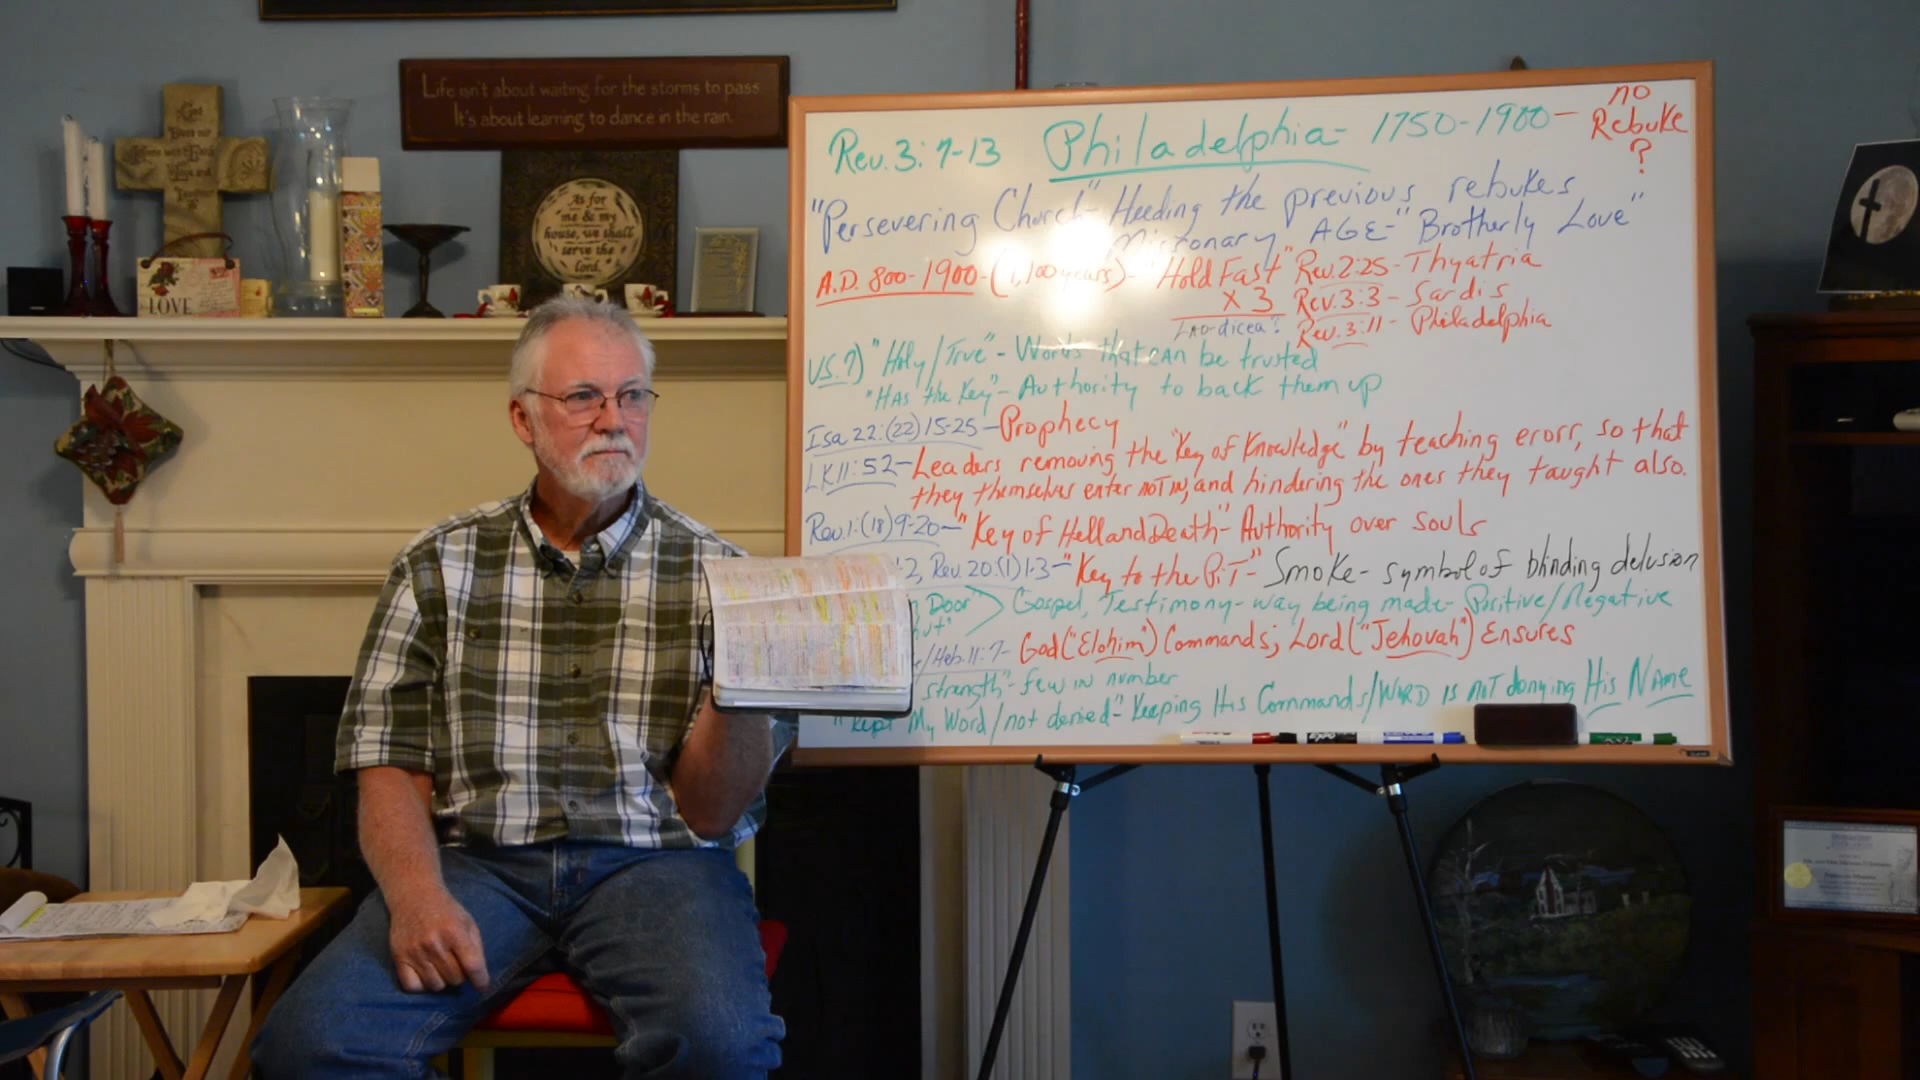 Life isn't about waiting for the storms to pass
It's about learning to dance in the rain.
As for
me & my
house, we shall
serve the
Lord.
LOVE
Rev. 3: 7-13 Philadelphia- 1750-1900- no
Rebuke
?
"Persevering Church" Heeding the previous rebukes
Missionary AGE- "Brotherly Love"
A.D. 800-1900-(1,100 years)- "Hold Fast" Rev. 2:25-Thyatria
X 3 Rev. 3:3 - Sardis
LAO-dicea? Rev. 3:11 - Philadelphia
VS. 7) "Holy/True"- Words that can be trusted
"HAs the Key"- Authority to back them up
Isa 22:(22)15-25-Prophecy
LK11:52-Leaders removing the "Key of Knowledge" by teaching erorr, so that
they themselves enter noT in, and hindering the ones they taught also.
Rev.1:(18)9-20-"Key of Hell and Death"- Authority over souls
1-2, Rev. 20:(1)1-3-"Key to the PiT"- Smoke- symbol of blinding delusion
Door" Gospel, Testimony-way being made- Positive/Negative
hut"
/Heb. 11:7- God ("Elohim") Commands; Lord ("Jehovah") Ensures
strength"- few in number
"Kept My Word/not denied"- Keeping His Commands/WORD is noT denying His NAme